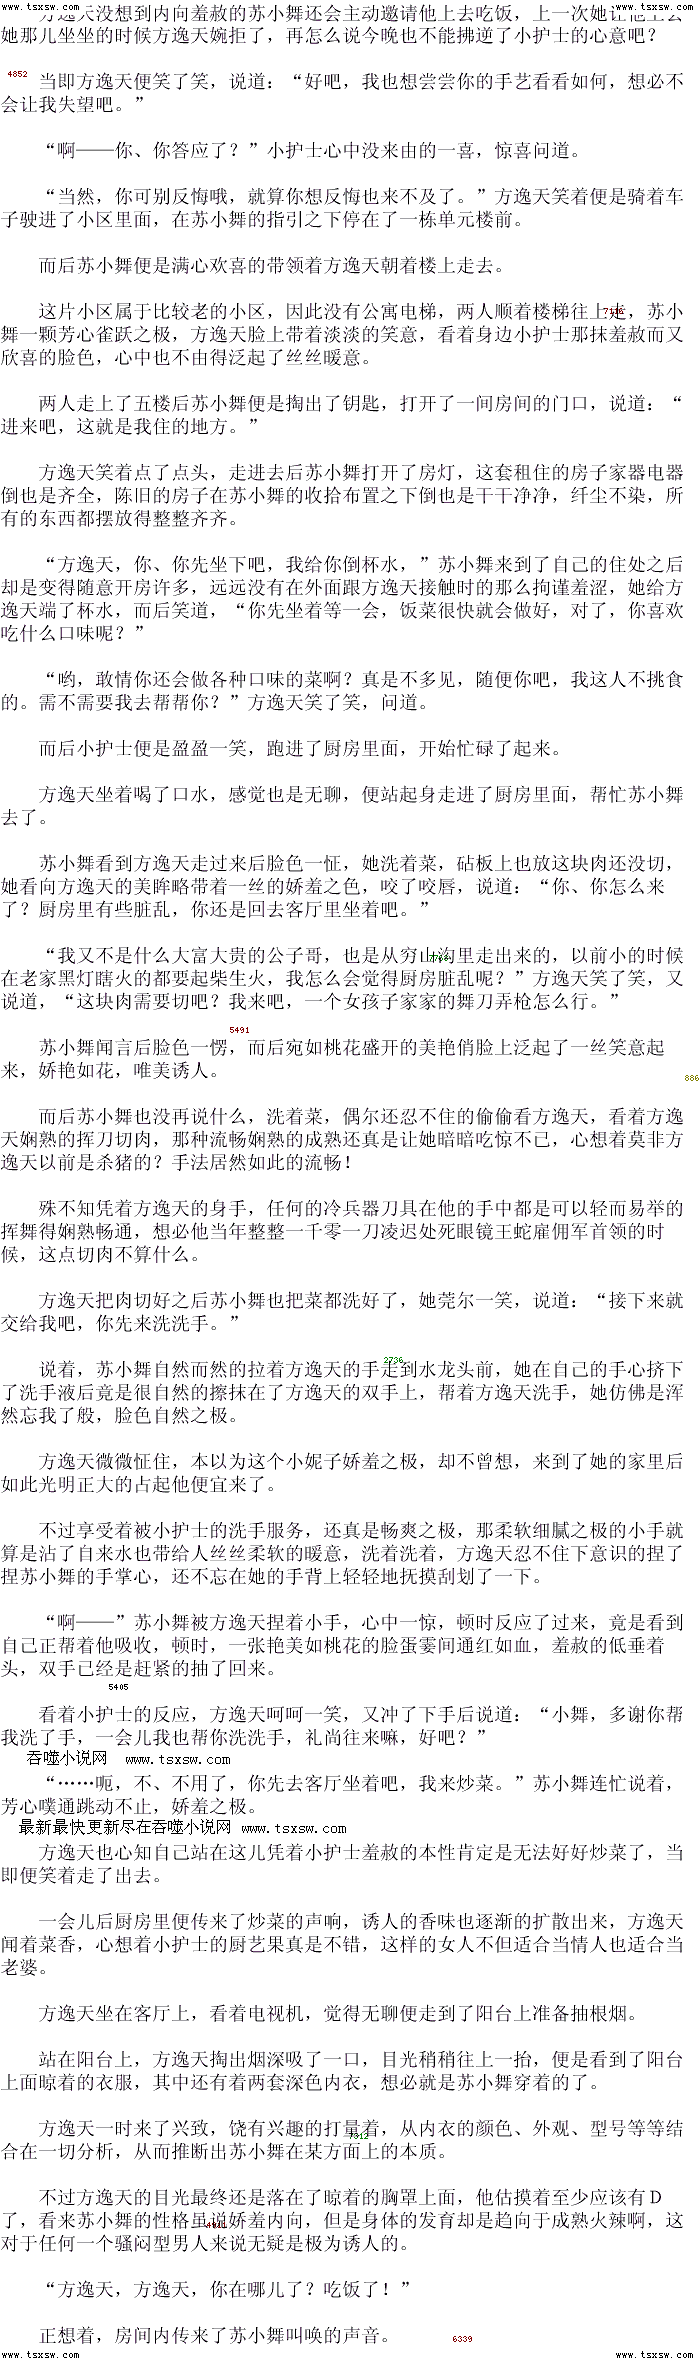 www.tsxsw.com www.tsxsw.com
方逸天没想到内向羞赦的苏小舞还会主动邀请他上去吃饭，上一次她让他上去
她那儿坐坐的时候方逸天婉拒了，再怎么说今晚也不能拂逆了小护士的心意吧？
4852
当即方逸天便笑了笑，说道：“好吧，我也想尝尝你的手艺看看如何，想必不
会让我失望吧。”
“啊——你、你答应了？”小护士心中没来由的一喜，惊喜问道。
“当然，你可别反悔哦，就算你想反悔也来不及了。”方逸天笑着便是骑着车
子驶进了小区里面，在苏小舞的指引之下停在了一栋单元楼前。
而后苏小舞便是满心欢喜的带领着方逸天朝着楼上走去。
这片小区属于比较老的小区，因此没有公寓电梯，两人顺着楼梯往上走，苏小
舞一颗芳心雀跃之极，方逸天脸上带着淡淡的笑意，看着身边小护士那抹羞赦而又
欣喜的脸色，心中也不由得泛起了丝丝暖意。
两人走上了五楼后苏小舞便是掏出了钥匙，打开了一间房间的门口，说道：“
进来吧，这就是我住的地方。”
方逸天笑着点了点头，走进去后苏小舞打开了房灯，这套租住的房子家器电器
倒也是齐全，陈旧的房子在苏小舞的收拾布置之下倒也是干干净净，纤尘不染，所
有的东西都摆放得整整齐齐。
“方逸天，你、你先坐下吧，我给你倒杯水，”苏小舞来到了自己的住处之后
却是变得随意开房许多，远远没有在外面跟方逸天接触时的那么拘谨羞涩，她给方
逸天端了杯水，而后笑道，“你先坐着等一会，饭菜很快就会做好，对了，你喜欢
吃什么口味呢？”
“哟，敢情你还会做各种口味的菜啊？真是不多见，随便你吧，我这人不挑食
的。需不需要我去帮帮你？”方逸天笑了笑，问道。
而后小护士便是盈盈一笑，跑进了厨房里面，开始忙碌了起来。
方逸天坐着喝了口水，感觉也是无聊，便站起身走进了厨房里面，帮忙苏小舞
去了。
苏小舞看到方逸天走过来后脸色一怔，她洗着菜，砧板上也放这块肉还没切，
她看向方逸天的美眸略带着一丝的娇羞之色，咬了咬唇，说道：“你、你怎么来
了？厨房里有些脏乱，你还是回去客厅里坐着吧。”
“我又不是什么大富大贵的公子哥，也是从穷山沟里走出来的，以前小的时候
在老家黑灯瞎火的都要起柴生火，我怎么会觉得厨房脏乱呢？”方逸天笑了笑，又
说道，“这块肉需要切吧？我来吧，一个女孩子家家的舞刀弄枪怎么行。”
5491
苏小舞闻言后脸色一愣，而后宛如桃花盛开的美艳俏脸上泛起了一丝笑意起
来，娇艳如花，唯美诱人。
886
而后苏小舞也没再说什么，洗着菜，偶尔还忍不住的偷偷看方逸天，看着方逸
天娴熟的挥刀切肉，那种流畅娴熟的成熟还真是让她暗暗吃惊不已，心想着莫非方
逸天以前是杀猪的？手法居然如此的流畅！
殊不知凭着方逸天的身手，任何的冷兵器刀具在他的手中都是可以轻而易举的
挥舞得娴熟畅通，想必他当年整整一千零一刀凌迟处死眼镜王蛇雇佣军首领的时
候，这点切肉不算什么。
方逸天把肉切好之后苏小舞也把菜都洗好了，她莞尔一笑，说道：“接下来就
交给我吧，你先来洗洗手。”
2736
说着，苏小舞自然而然的拉着方逸天的手走到水龙头前，她在自己的手心挤下
了洗手液后竟是很自然的擦抹在了方逸天的双手上，帮着方逸天洗手，她仿佛是浑
然忘我了般，脸色自然之极。
方逸天微微怔住，本以为这个小妮子娇羞之极，却不曾想，来到了她的家里后
如此光明正大的占起他便宜来了。
不过享受着被小护士的洗手服务，还真是畅爽之极，那柔软细腻之极的小手就
算是沾了自来水也带给人丝丝柔软的暖意，洗着洗着，方逸天忍不住下意识的捏了
捏苏小舞的手掌心，还不忘在她的手背上轻轻地抚摸刮划了一下。
“啊——”苏小舞被方逸天捏着小手，心中一惊，顿时反应了过来，竟是看到
自己正帮着他吸收，顿时，一张艳美如桃花的脸蛋霎间通红如血，羞赦的低垂着
头，双手已经是赶紧的抽了回来。
5405
看着小护士的反应，方逸天呵呵一笑，又冲了下手后说道：“小舞，多谢你帮
我洗了手，一会儿我也帮你洗洗手，礼尚往来嘛，好吧？”
吞噬小说网 www.tsxsw.com
“……呃，不、不用了，你先去客厅坐着吧，我来炒菜。”苏小舞连忙说着，
芳心噗通跳动不止，娇羞之极。
最新最快更新尽在吞噬小说网 www.tsxsw.com
方逸天也心知自己站在这儿凭着小护士羞赦的本性肯定是无法好好炒菜了，当
即便笑着走了出去。
一会儿后厨房里便传来了炒菜的声响，诱人的香味也逐渐的扩散出来，方逸天
闻着菜香，心想着小护士的厨艺果真是不错，这样的女人不但适合当情人也适合当
老婆。
方逸天坐在客厅上，看着电视机，觉得无聊便走到了阳台上准备抽根烟。
站在阳台上，方逸天掏出烟深吸了一口，目光稍稍往上一抬，便是看到了阳台
上面晾着的衣服，其中还有着两套深色内衣，想必就是苏小舞穿着的了。
方逸天一时来了兴致，饶有兴趣的打量着，从内衣的颜色、外观、型号等等结
合在一切分析，从而推断出苏小舞在某方面上的本质。
不过方逸天的目光最终还是落在了晾着的胸罩上面，他估摸着至少应该有D
了，看来苏小舞的性格虽说娇羞内向，但是身体的发育却是趋向于成熟火辣啊，这
对于任何一个骚闷型男人来说无疑是极为诱人的。
“方逸天，方逸天，你在哪儿了？吃饭了！”
正想着，房间内传来了苏小舞叫唤的声音。
6339
www.tsxsw.com www.tsxsw.com